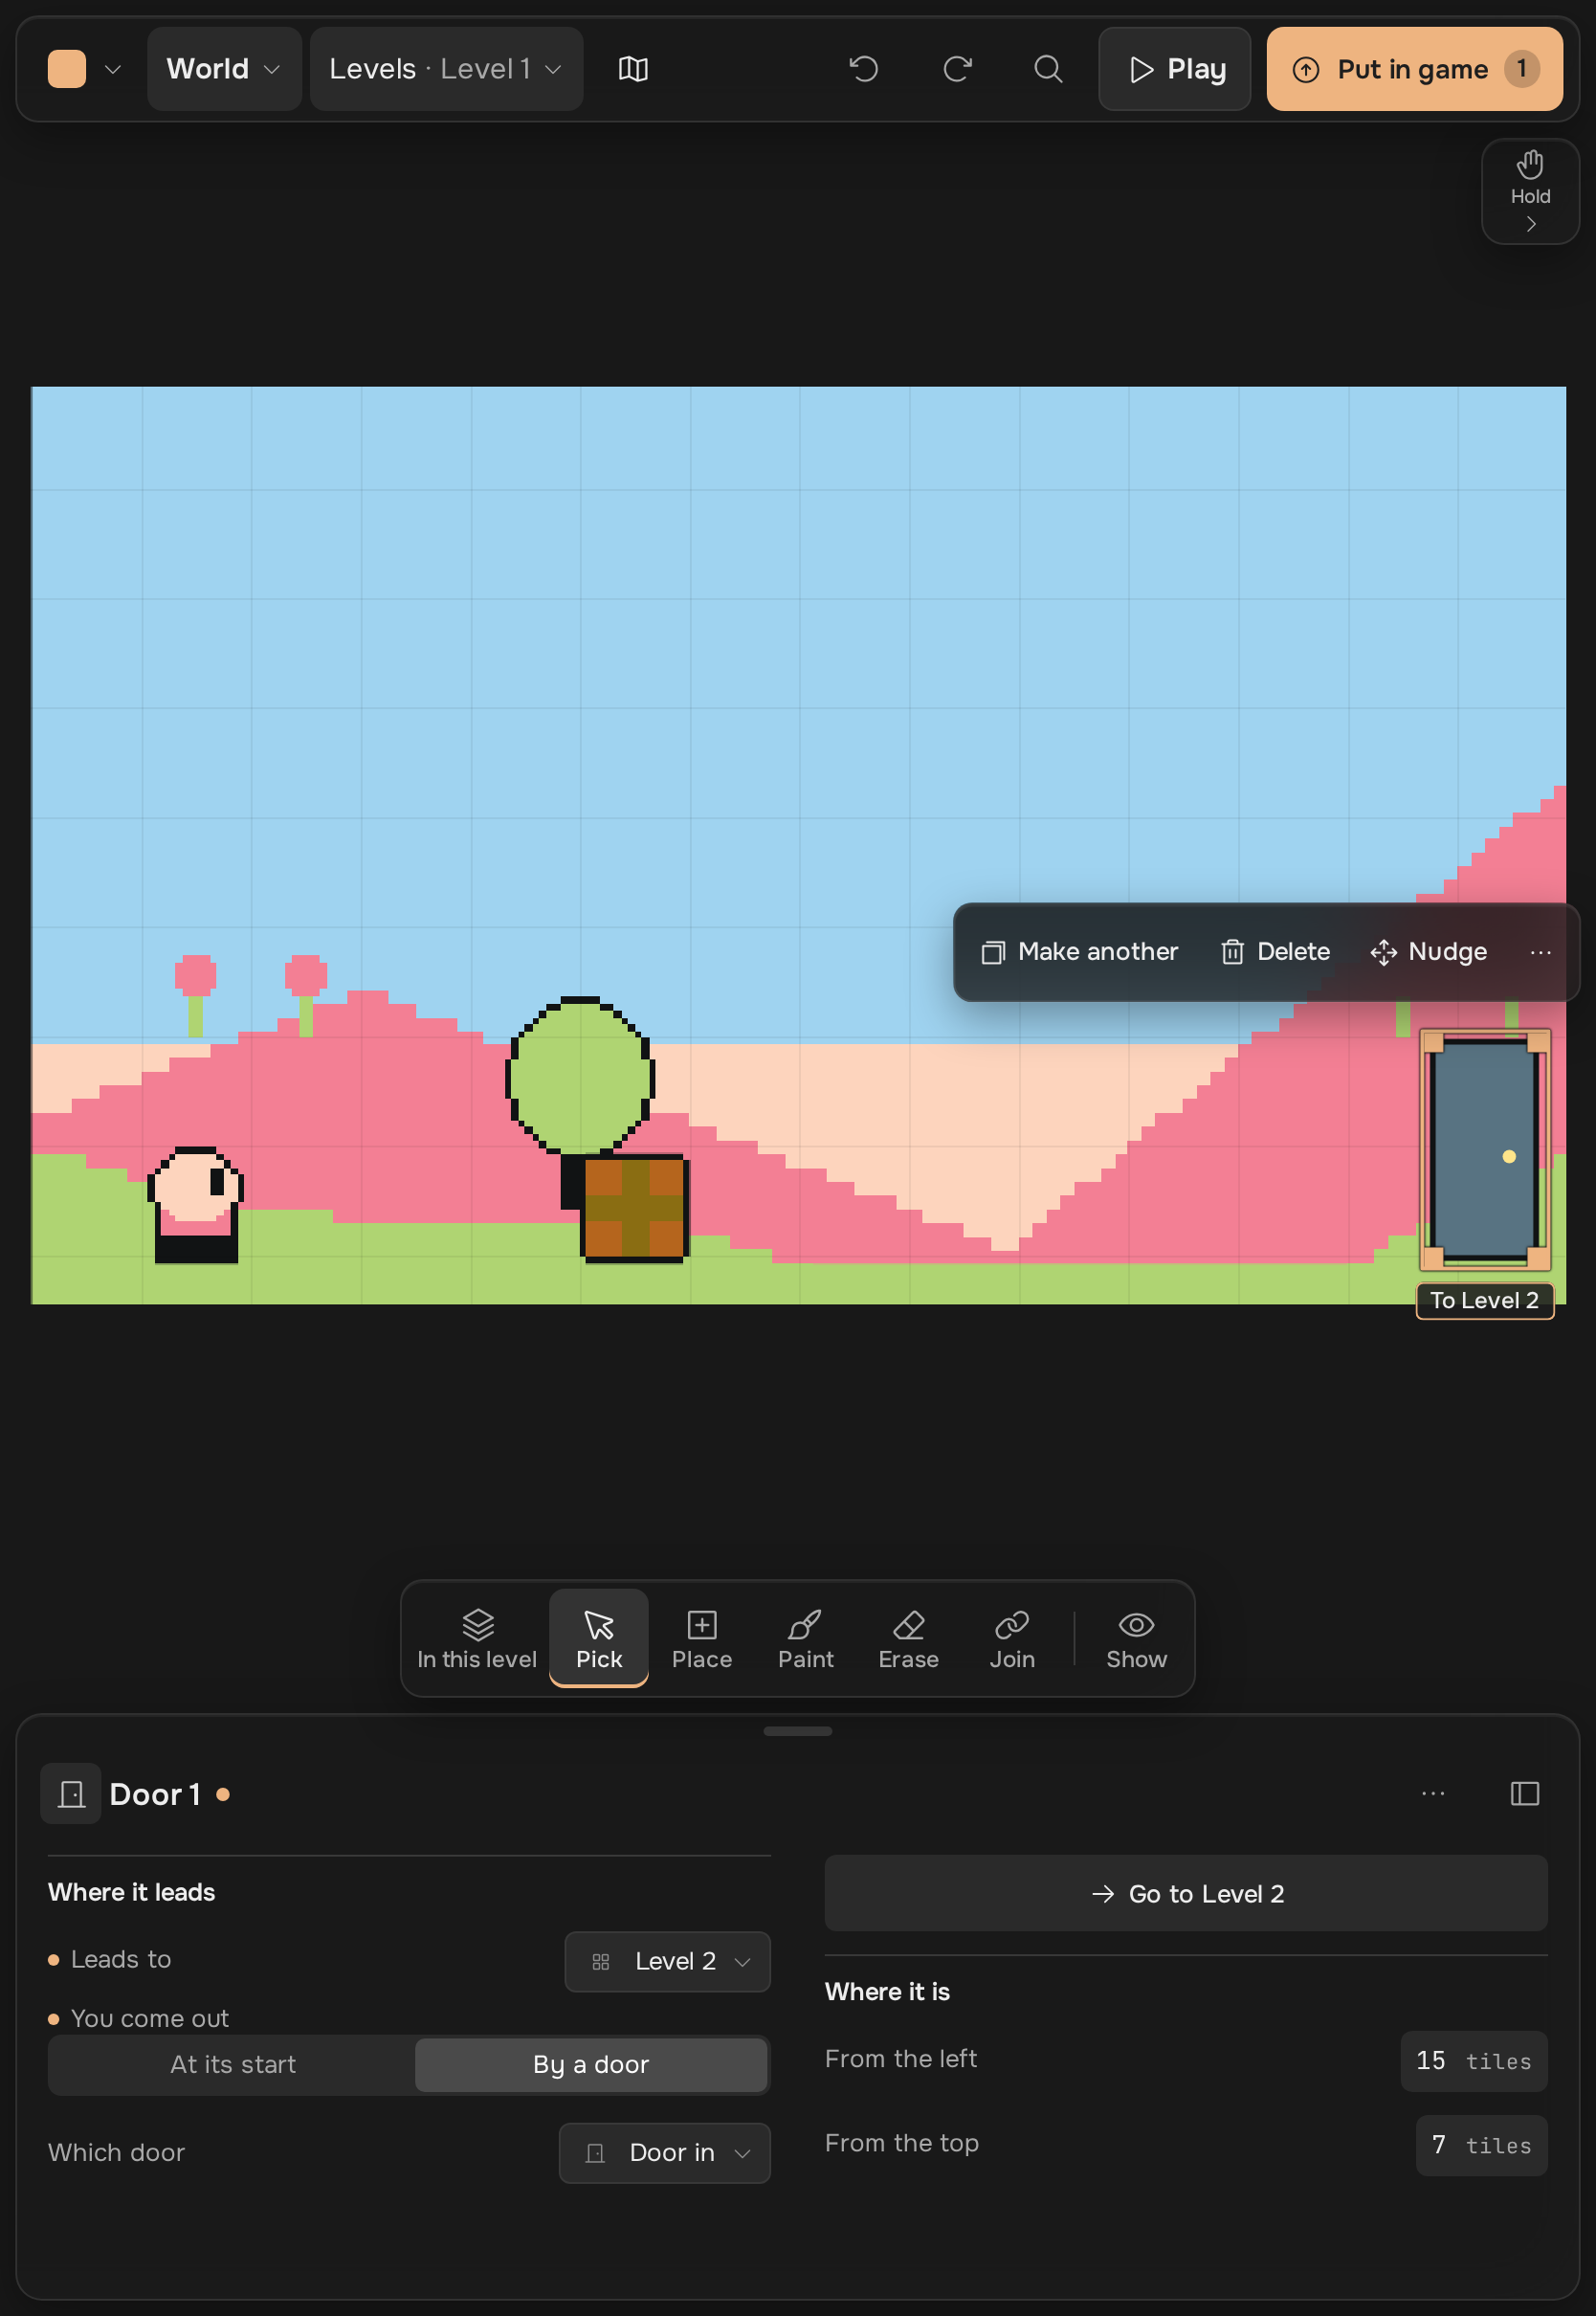 World
Levels · Level 1
Play
Put in game 1
Hold
Make another
Delete
Nudge
To Level 2
In this level
Pick
Place
Paint
Erase
Join
Show
Door 1
Where it leads
Leads to
Level 2
You come out
At its start
By a door
Which door
Door in
Go to Level 2
Where it is
From the left
15 tiles
From the top
7 tiles